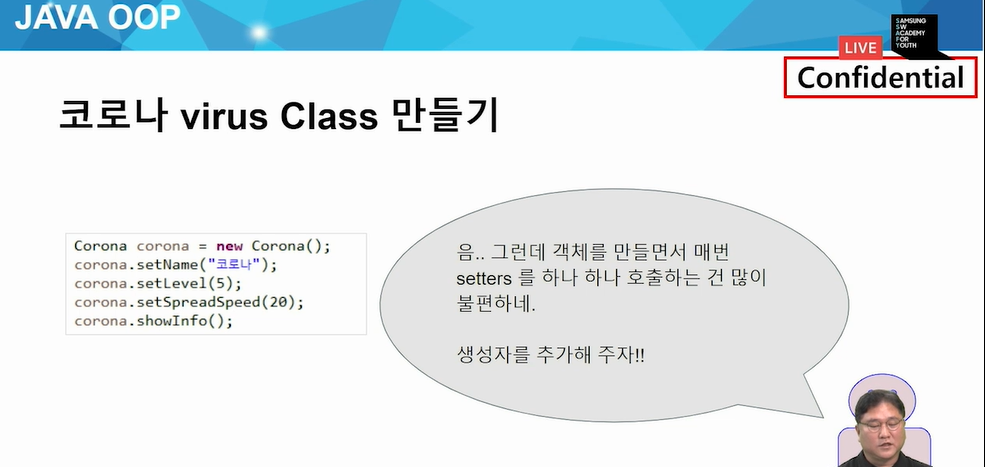 JAVA OOP
SAMSUNG
SW
ACADEMY
FOR
YOUTH
LIVE
Confidential
코로나 virus Class 만들기
Corona corona = new Corona();
corona.setName("코로나");
corona.setLevel(5);
corona.setSpreadSpeed(20);
corona.showInfo();
음.. 그런데 객체를 만들면서 매번
setters 를 하나 하나 호출하는 건 많이
불편하네.
생성자를 추가해 주자!!